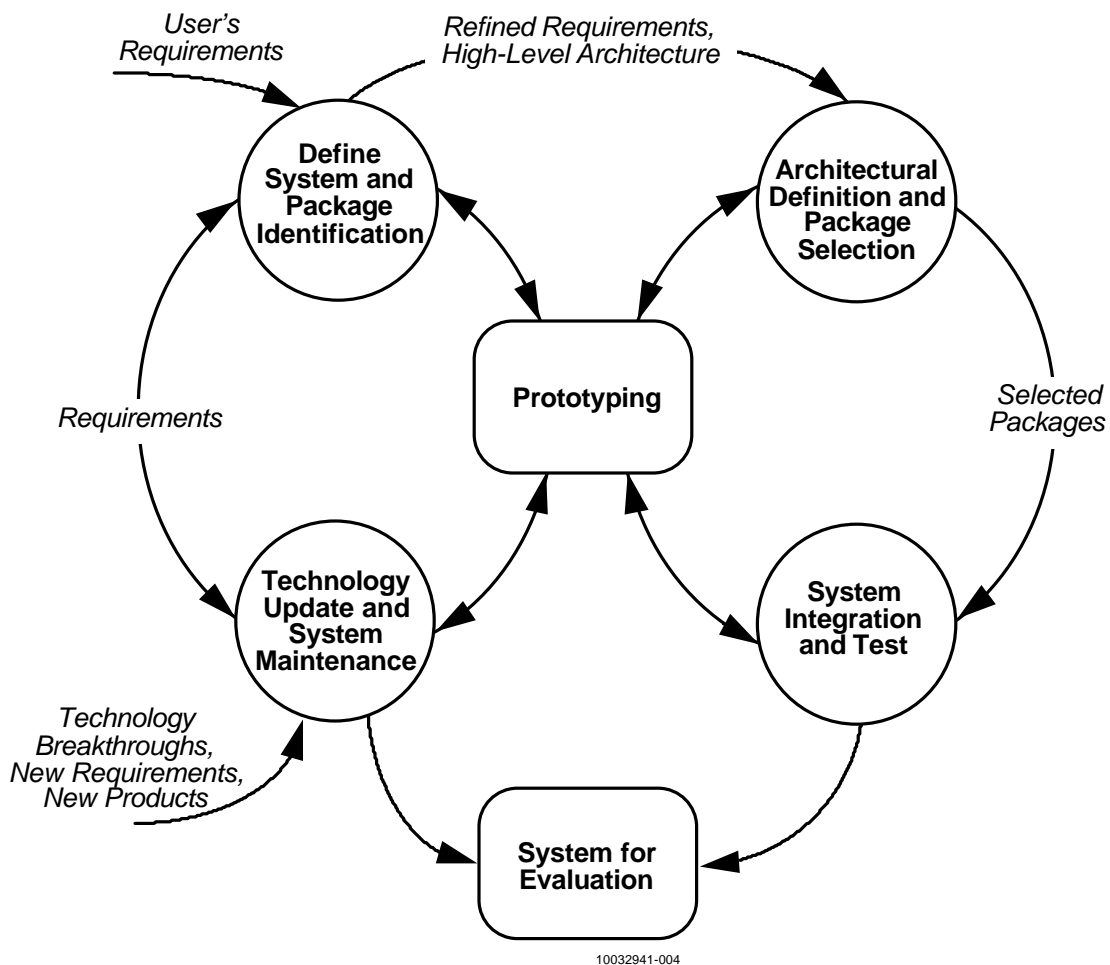 User's
Requirements
Refined Requirements,
High-Level Architecture
Define
System and
Package
Identification
Architectural
Definition and
Package
Selection
Prototyping
Requirements
Selected
Packages
Technology
Update and
System
Maintenance
System
Integration
and Test
Technology
Breakthroughs,
New Requirements,
New Products
System for
Evaluation
10032941-004